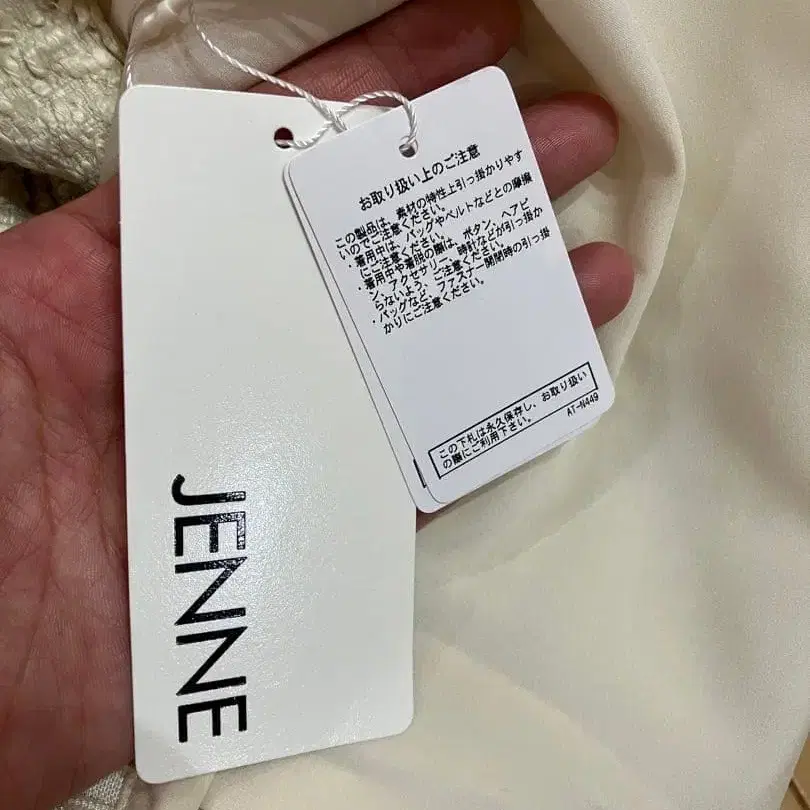 お取り扱い上のご注意
この製品は、素材の特性上引っ掛かりやす
いのでご注意ください。
・着用中は、バッグやベルトなどとの摩擦
にご注意ください。
・着用中や着脱の際は、ボタン、ヘアピ
ン、アクセサリー、時計などが引っ掛か
らないよう、ご注意ください。
・バッグなど、ファスナー開閉時の引っ掛
かりにご注意ください。
この下札は永久保存し、お取り扱い
の際にご利用下さい。
AT-N449
JENNE